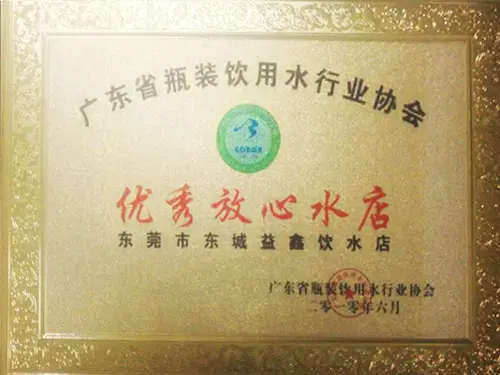 广东省瓶装饮用水行业协会
优秀放心水店
东莞市东城益鑫饮水店
广东省瓶装饮用水行业协会
二零一零年六月